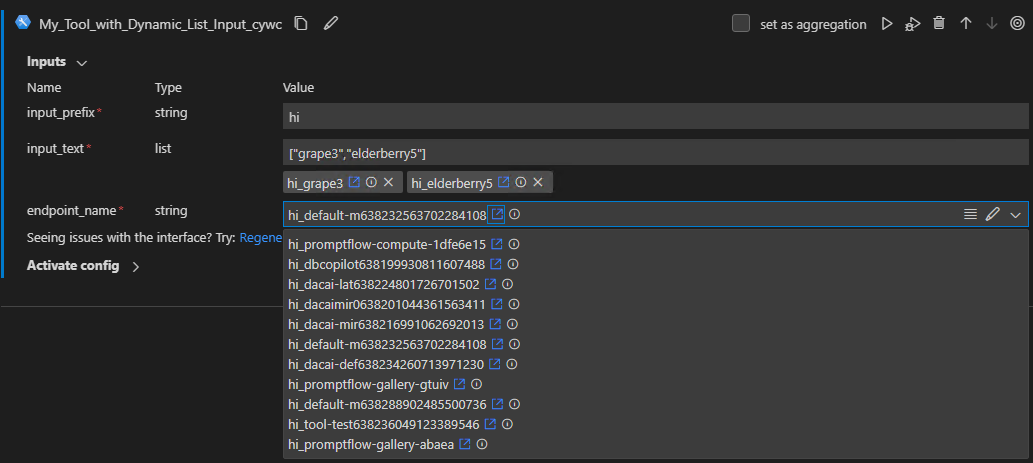 My_Tool_with_Dynamic_List_Input_cywc set as aggregation
Inputs
Name Type Value
input_prefix* string hi
input_text* list ["grape3","elderberry5"]
hi_grape3 hi_elderberry5
endpoint_name* string hi_default-m638232563702284108
Seeing issues with the interface? Try: Regene
hi_promptflow-compute-1dfe6e15
hi_dbcopilot638199930811607488
Activate config
hi_dacai-lat638224801726701502
hi_dacaimir0638201044361563411
hi_dacai-mir638216991062692013
hi_default-m638232563702284108
hi_dacai-def638234260713971230
hi_promptflow-gallery-gtuiv
hi_default-m638288902485500736
hi_tool-test638236049123389546
hi_promptflow-gallery-abaea